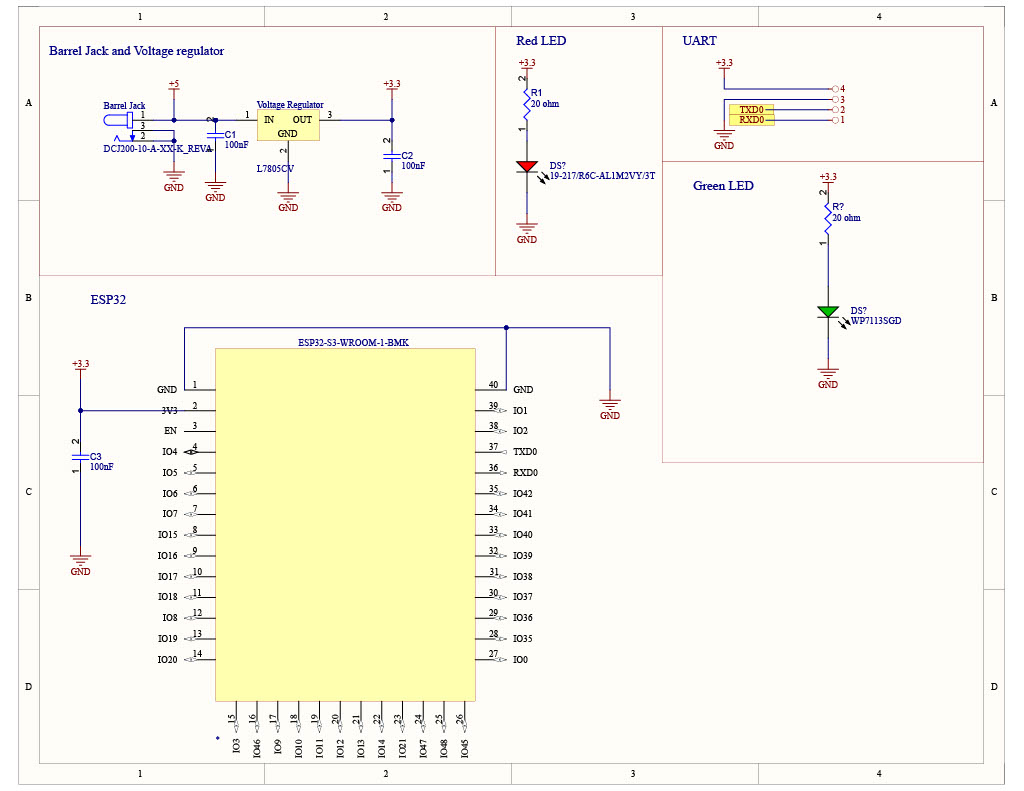 1 2 3 4
A
B
C
D
Barrel Jack and Voltage regulator
+5
+3.3
Barrel Jack
1
3
2
DCJ200-10-A-XX-K_REVA
GND
2
C1
100nF
GND
Voltage Regulator
1 IN OUT 3
GND
2
L7805CV
GND
2
C2
100nF
1
GND
Red LED
+3.3
2
R1
20 ohm
1
DS?
19-217/R6C-AL1M2VY/3T
GND
UART
+3.3
4
3
TXD0 2
RXD0 1
GND
A
B
C
D
Green LED
+3.3
2
R?
20 ohm
1
DS?
WP7113SGD
GND
ESP32
ESP32-S3-WROOM-1-BMK
+3.3
2
C3
100nF
1
GND
GND 1
3V3 2
EN 3
IO4 4
IO5 5
IO6 6
IO7 7
IO15 8
IO16 9
IO17 10
IO18 11
IO8 12
IO19 13
IO20 14
40 GND
39 IO1
38 IO2
37 TXD0
36 RXD0
35 IO42
34 IO41
33 IO40
32 IO39
31 IO38
30 IO37
29 IO36
28 IO35
27 IO0
GND
15 16 17 18 19 20 21 22 23 24 25 26
IO3 IO46 IO9 IO10 IO11 IO12 IO13 IO14 IO21 IO47 IO48 IO45
1 2 3 4